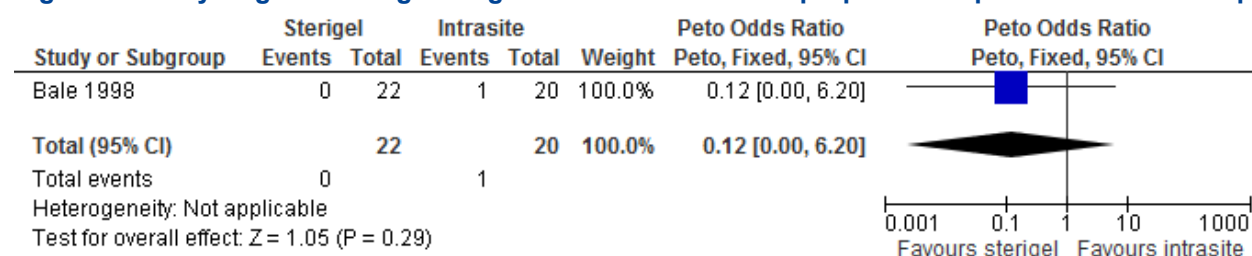 Sterigel Intrasite Peto Odds Ratio Peto Odds Ratio
Study or Subgroup Events Total Events Total Weight Peto, Fixed, 95% CI Peto, Fixed, 95% CI
Bale 1998 0 22 1 20 100.0% 0.12 [0.00, 6.20]
Total (95% CI) 22 20 100.0% 0.12 [0.00, 6.20]
Total events 0 1
Heterogeneity: Not applicable
Test for overall effect: Z = 1.05 (P = 0.29)
0.001 0.1 1 10 1000
Favours sterigel Favours intrasite